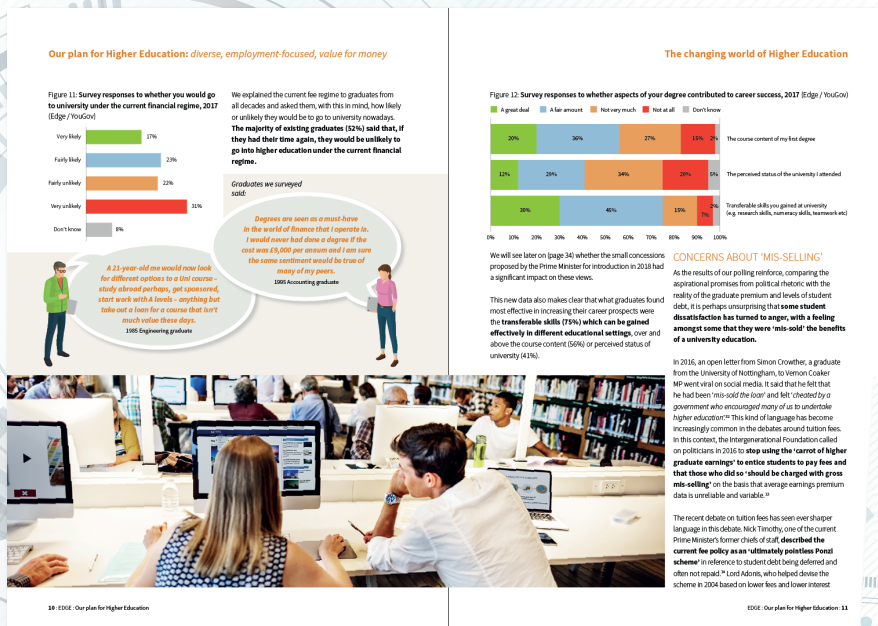 Our plan for Higher Education: diverse, employment-focused, value for money
Figure 11: Survey responses to whether you would go
to university under the current financial regime, 2017
(Edge / YouGov)
Very likely
17%
Fairly likely
23%
Fairly unlikely
22%
Very unlikely
31%
Don't know
8%
We explained the current fee regime to graduates from
all decades and asked them, with this in mind, how likely
or unlikely they would be to go to university nowadays.
The majority of existing graduates (52%) said that, if
they had their time again, they would be unlikely to
go into higher education under the current financial
regime.
Graduates we surveyed
said:
Degrees are seen as a must-have
in the world of finance that I operate in.
I would never had done a degree if the
cost was £9,000 per annum and I am sure
the same sentiment would be true of
many of my peers.
1995 Accounting graduate
A 21-year-old me would now look
for different options to a Uni course –
study abroad perhaps, get sponsored,
start work with A levels – anything but
take out a loan for a course that isn't
much value these days.
1985 Engineering graduate
10 : EDGE : Our plan for Higher Education
The changing world of Higher Education
Figure 12: Survey responses to whether aspects of your degree contributed to career success, 2017 (Edge / YouGov)
A great deal A fair amount Not very much Not at all Don't know
20% 36% 27% 15% 2% The course content of my first degree
12% 29% 34% 20% 5% The perceived status of the university I attended
30% 45% 15% 7% 2% Transferable skills you gained at university
(e.g. research skills, numeracy skills, teamwork etc)
0% 10% 20% 30% 40% 50% 60% 70% 80% 90% 100%
We will see later on (page 34) whether the small concessions
proposed by the Prime Minister for introduction in 2018 had
a significant impact on these views.
This new data also makes clear that what graduates found
most effective in increasing their career prospects were
the transferable skills (75%) which can be gained
effectively in different educational settings, over and
above the course content (56%) or perceived status of
university (41%).
CONCERNS ABOUT 'MIS-SELLING'
As the results of our polling reinforce, comparing the
aspirational promises from political rhetoric with the
reality of the graduate premium and levels of student
debt, it is perhaps unsurprising that some student
dissatisfaction has turned to anger, with a feeling
amongst some that they were 'mis-sold' the benefits
of a university education.
In 2016, an open letter from Simon Crowther, a graduate
from the University of Nottingham, to Vernon Coaker
MP went viral on social media. It said that he felt that
he had been 'mis-sold the loan' and felt 'created by a
government who encouraged many of us to undertake
higher education'.³² This kind of language has become
increasingly common in the debates around tuition fees.
In this context, the Intergenerational Foundation called
on politicians in 2016 to stop using the 'carrot of higher
graduate earnings' to entice students to pay fees and
that those who did so 'should be charged with gross
mis-selling' on the basis that average earnings premium
data is unreliable and variable.³³
The recent debate on tuition fees has seen ever sharper
language in this debate. Nick Timothy, one of the current
Prime Minister's former chiefs of staff, described the
current fee policy as an 'ultimately pointless Ponzi
scheme' in reference to student debt being deferred and
often not repaid.³⁴ Lord Adonis, who helped devise the
scheme in 2004 based on lower fees and lower interest
EDGE : Our plan for Higher Education : 11